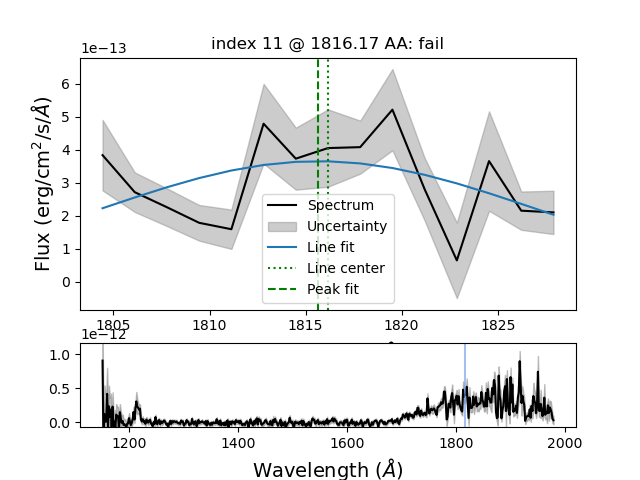 index 11 @ 1816.17 AA: fail
1e−13
6
5
4
3
2
1
0
Flux (erg/cm²/s/Å)
Spectrum
Uncertainty
Line fit
Line center
Peak fit
1805 1810 1815 1820 1825
1e−12
1.0
0.5
0.0
1200 1400 1600 1800 2000
Wavelength (Å)